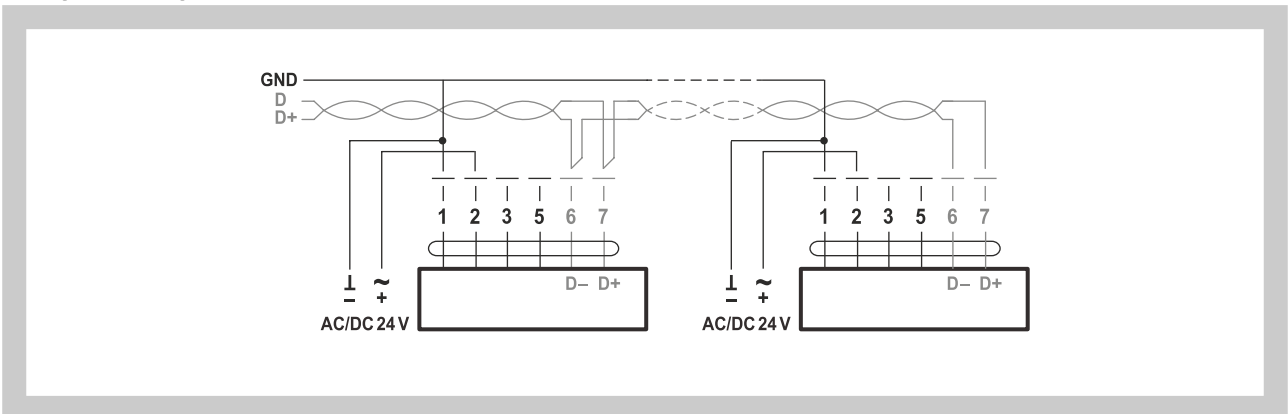 GND
D
D+
1 2 3 5 6 7
1 2 3 5 6 7
D– D+
D– D+
⊥ ~
– +
⊥ ~
– +
AC/DC 24 V
AC/DC 24 V